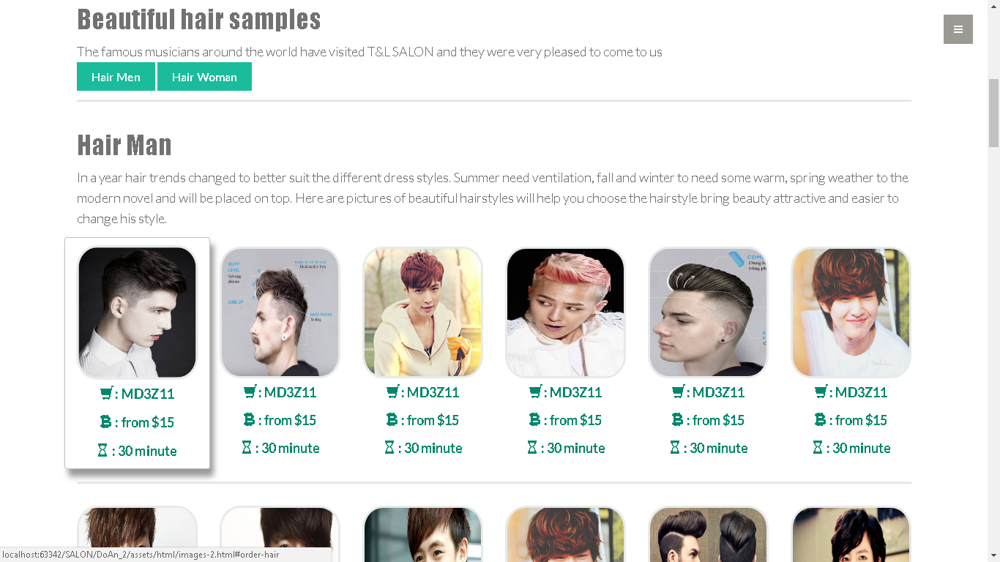 Beautiful hair samples
The famous musicians around the world have visited T&L SALON and they were very pleased to come to us
Hair Men Hair Woman
Hair Man
In a year hair trends changed to better suit the different dress styles. Summer need ventilation, fall and winter to need some warm, spring weather to the
modern novel and will be placed on top. Here are pictures of beautiful hairstyles will help you choose the hairstyle bring beauty attractive and easier to
change his style.
QUIFF
LEVEL
LINE-UP
HARD PARING
COM
Dùng l
bồng ph
: MD3Z11 : MD3Z11 : MD3Z11 : MD3Z11 : MD3Z11 : MD3Z11
: from $15 : from $15 : from $15 : from $15 : from $15 : from $15
: 30 minute : 30 minute : 30 minute : 30 minute : 30 minute : 30 minute
localhost:63342/SALON/DoAn_2/assets/html/images-2.html#order-hair